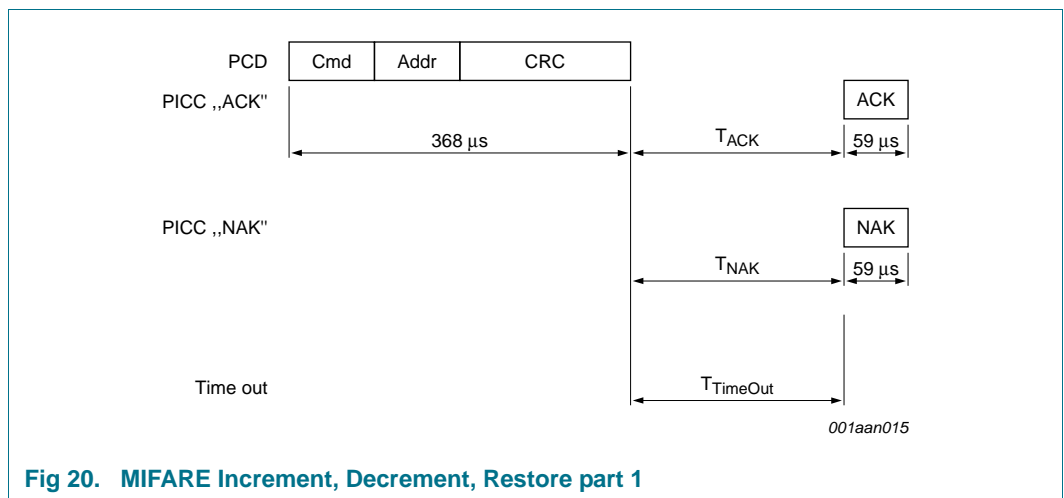 PCD Cmd Addr CRC
PICC ,,ACK" ACK
368 μs TACK 59 μs
PICC ,,NAK" NAK
TNAK 59 μs
Time out TTimeOut
001aan015
Fig 20. MIFARE Increment, Decrement, Restore part 1